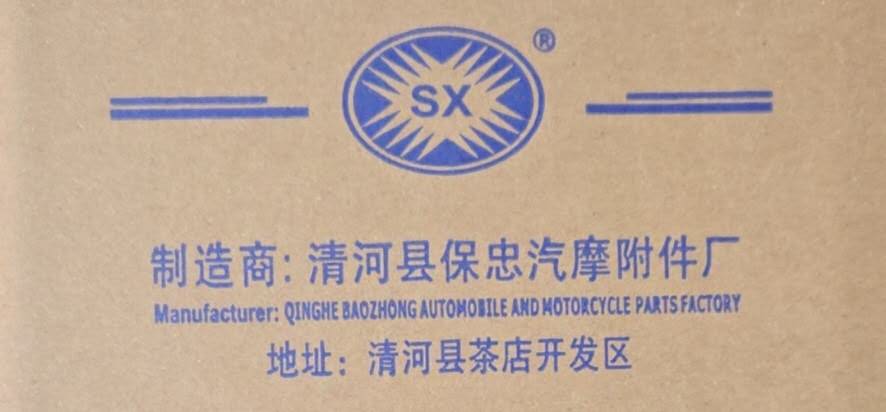 SX®
制造商：清河县保忠汽摩附件厂
Manufacturer: QINGHE BAOZHONG AUTOMOBILE AND MOTORCYCLE PARTS FACTORY
地址：清河县茶店开发区